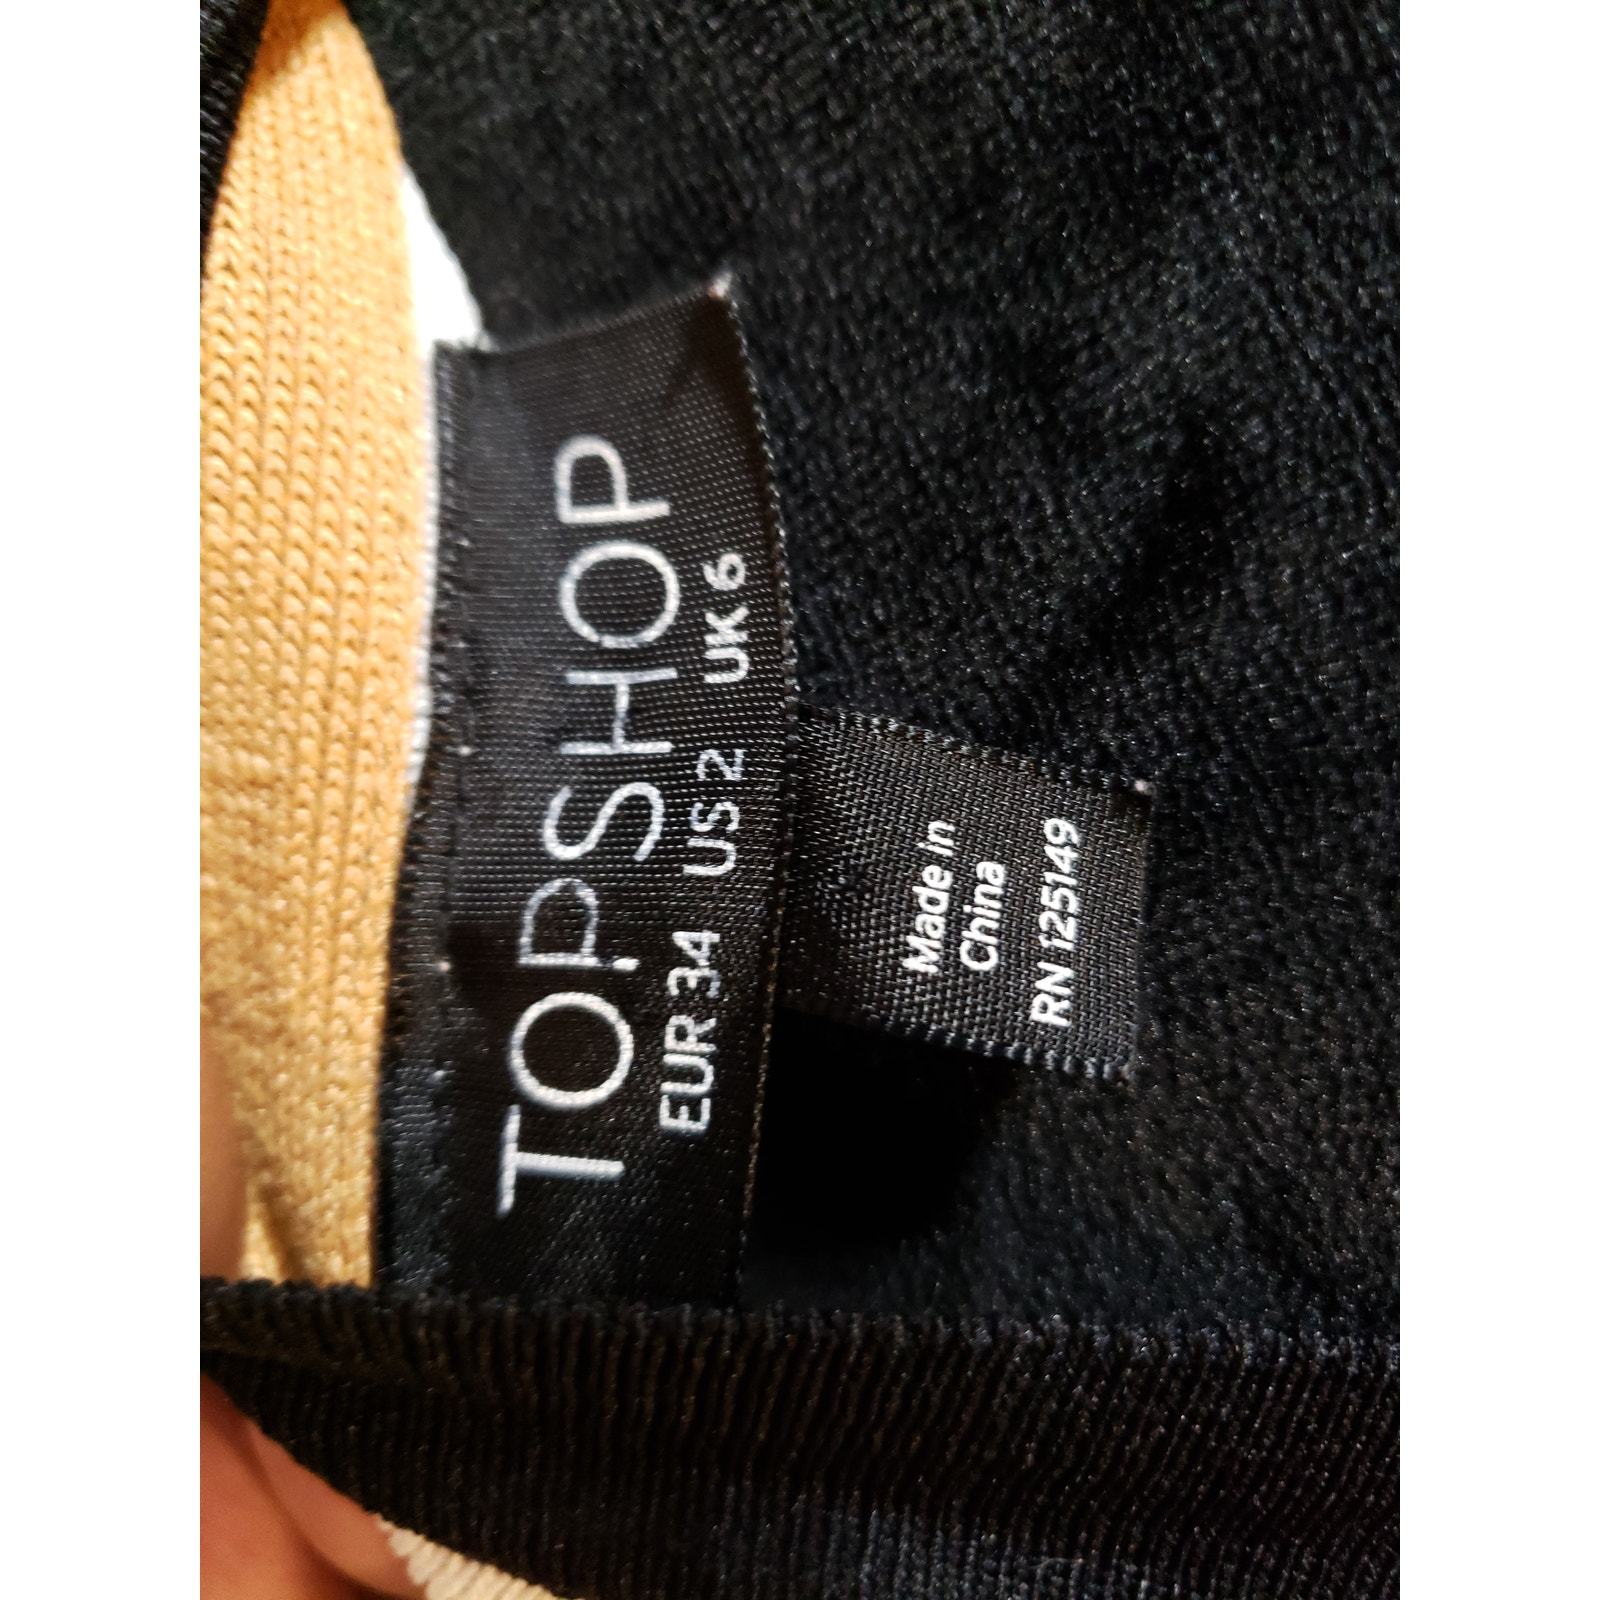 TOPSHOP
EUR 34 US 2 UK 6
Made in
China
RN 125149